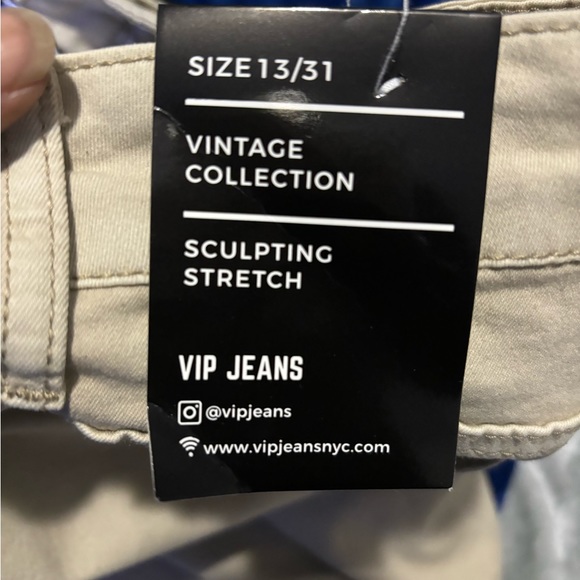 SIZE 13/31
VINTAGE
COLLECTION
SCULPTING
STRETCH
VIP JEANS
@vipjeans
www.vipjeansnyc.com